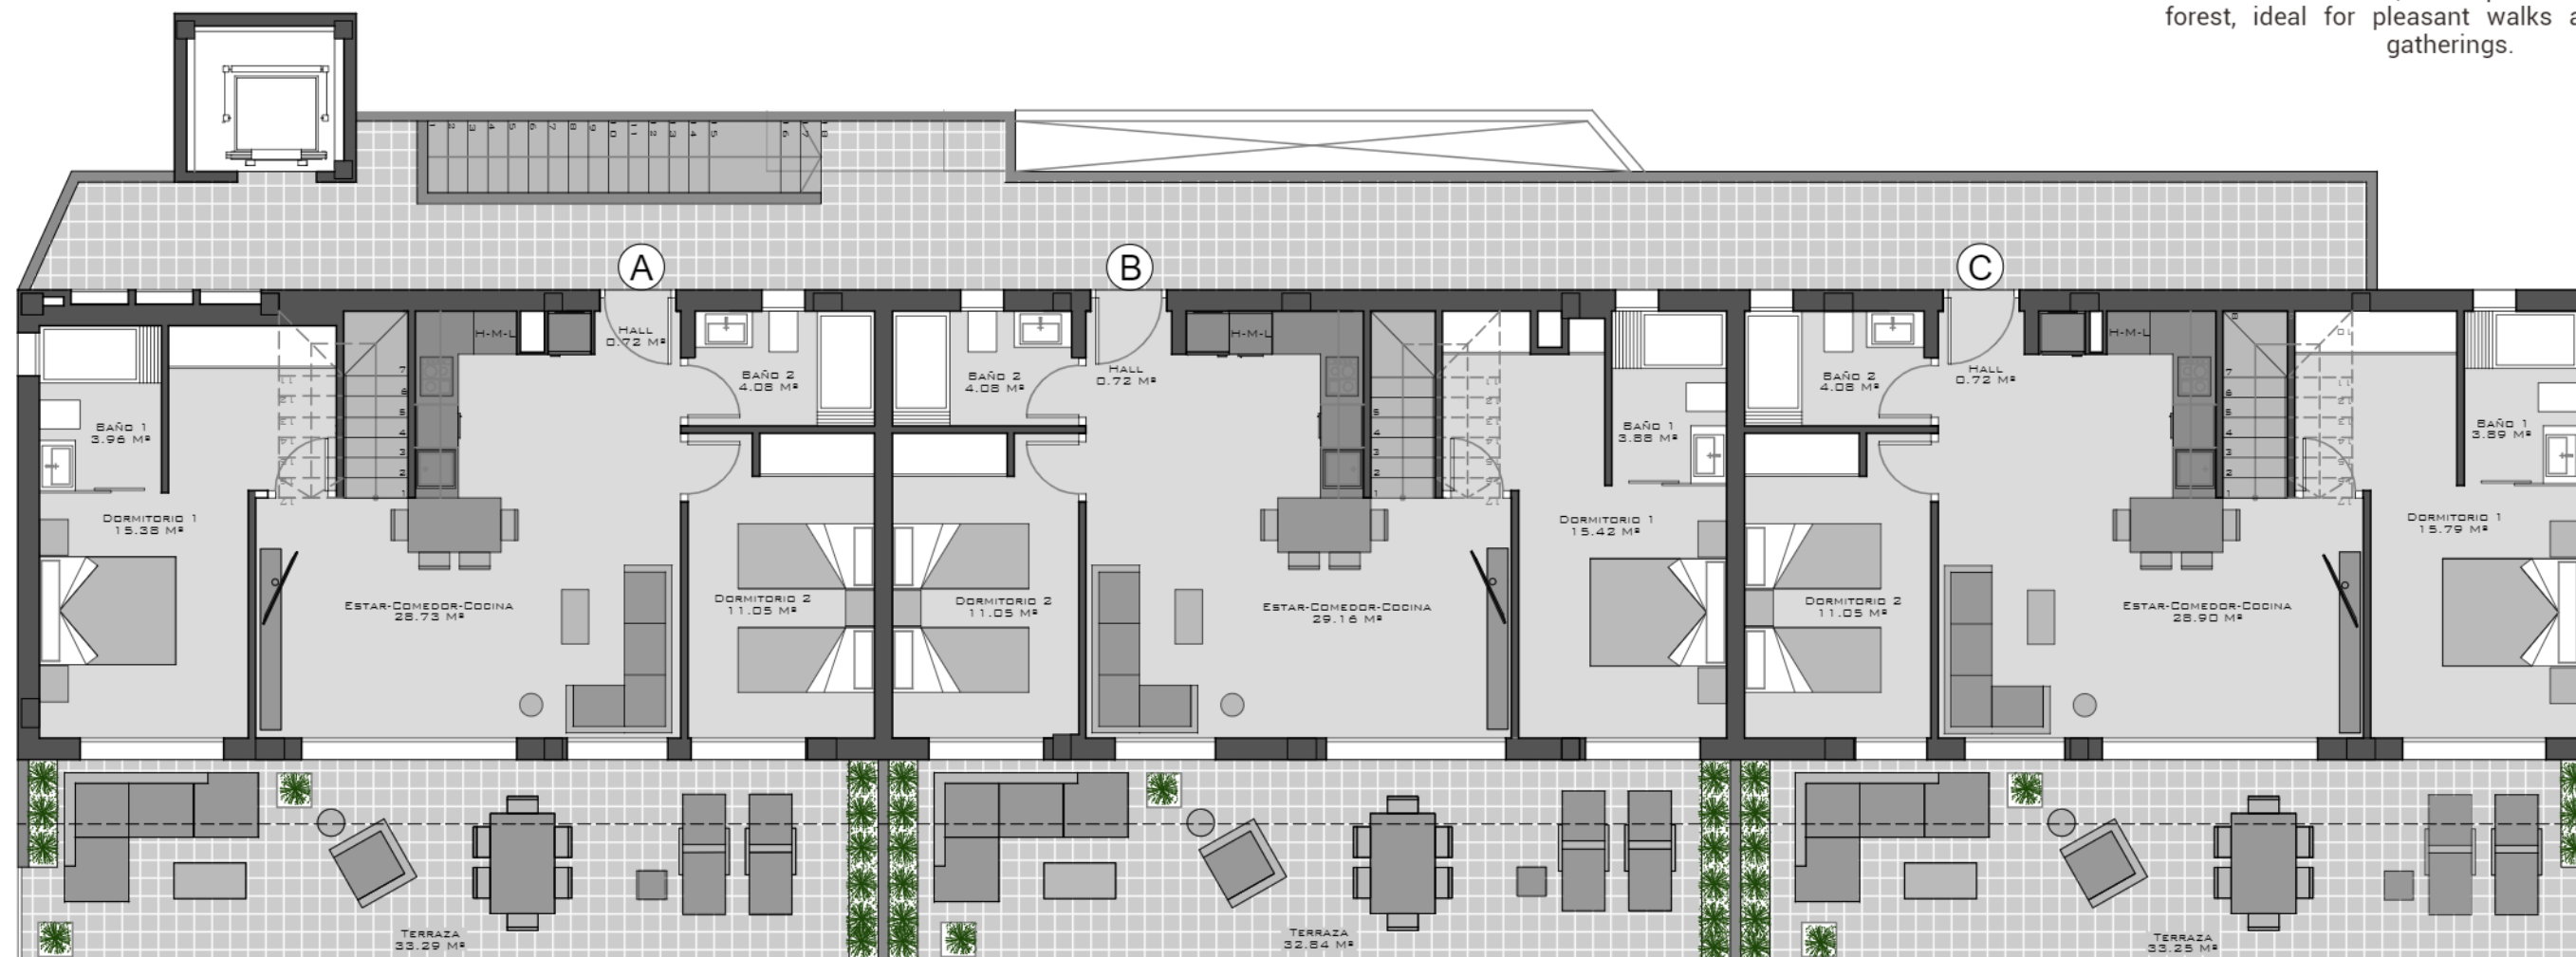 forest, ideal for pleasant walks
gatherings.
A
B
C
H-M-L
HALL
0.72 M²
BAÑO 2
4.08 M²
BAÑO 2
4.08 M²
HALL
0.72 M²
H-M-L
BAÑO 2
4.08 M²
HALL
0.72 M²
H-M-L
BAÑO 1
3.96 M²
BAÑO 1
3.88 M²
BAÑO 1
3.89 M²
DORMITORIO 1
15.38 M²
DORMITORIO 1
15.42 M²
DORMITORIO 1
15.79 M²
ESTAR-COMEDOR-COCINA
28.73 M²
DORMITORIO 2
11.05 M²
DORMITORIO 2
11.05 M²
ESTAR-COMEDOR-COCINA
29.16 M²
DORMITORIO 2
11.05 M²
ESTAR-COMEDOR-COCINA
28.90 M²
TERRAZA
33.29 M²
TERRAZA
32.84 M²
TERRAZA
33.25 M²